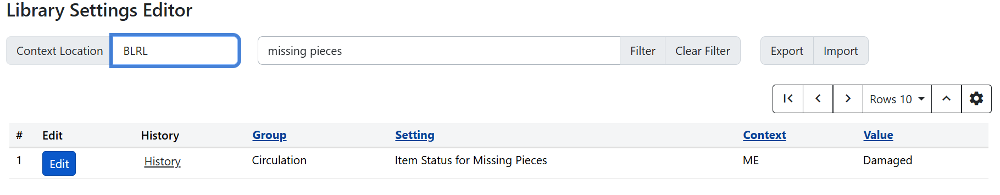 Library Settings Editor
Context Location BLRL missing pieces Filter Clear Filter Export Import
Rows 10
# Edit History Group Setting Context Value
1 Edit History Circulation Item Status for Missing Pieces ME Damaged